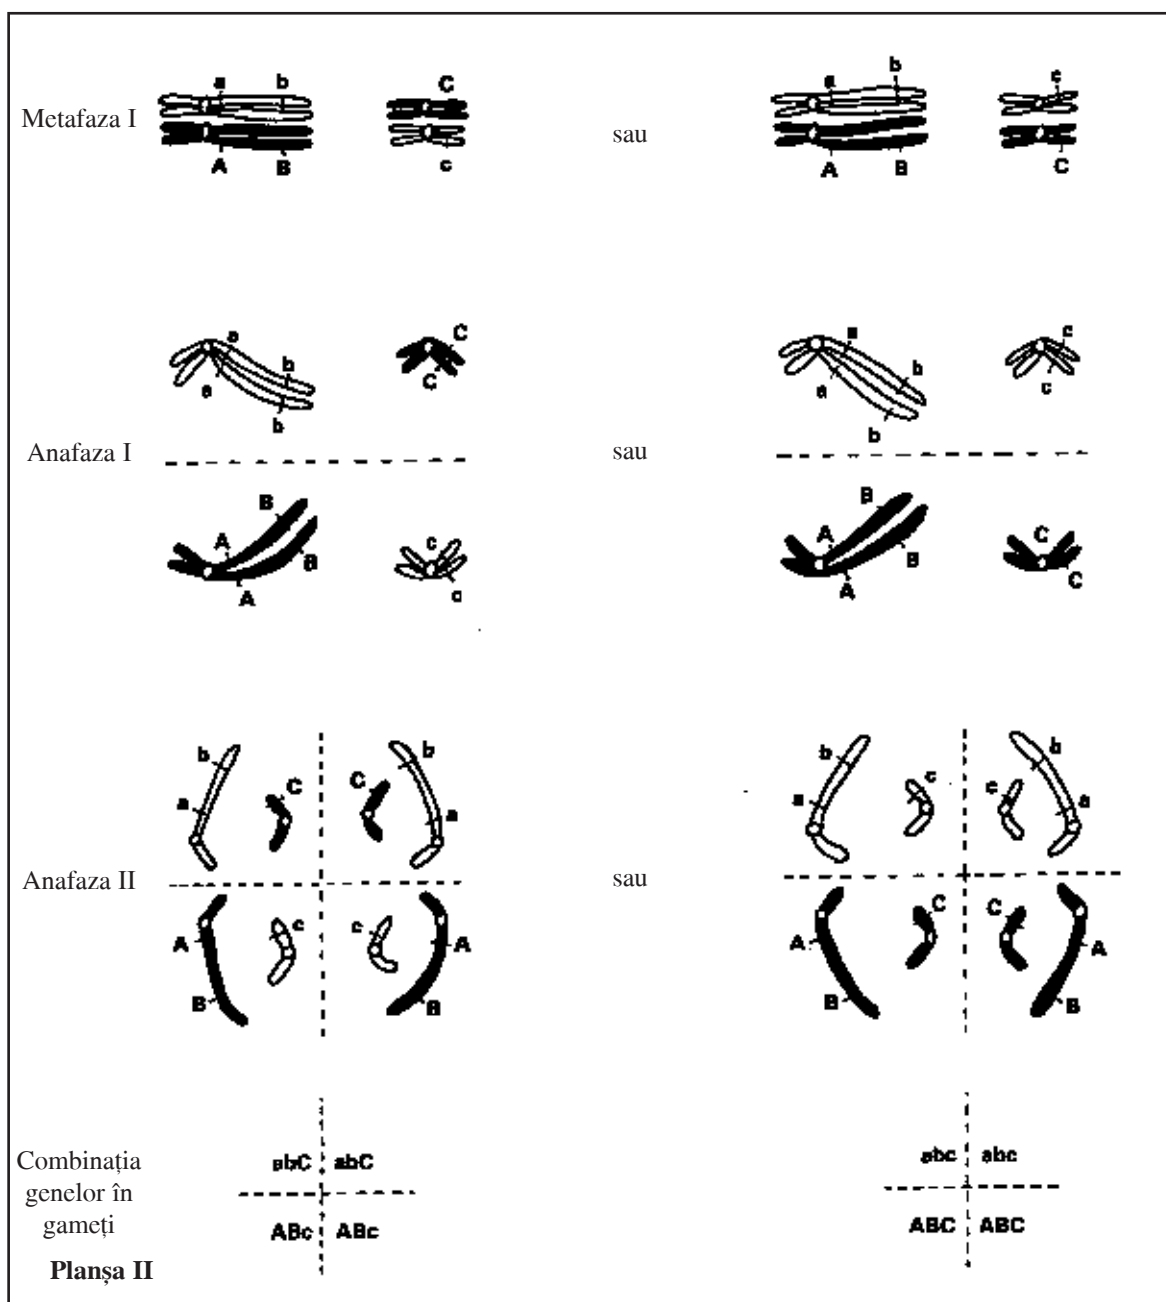 a b C
Metafaza I
A B c
sau
a b c
A B C
a b C
a b C
Anafaza I
B A c
B A c
sau
a b c
a b c
B A C
B A C
b C C b
a a
Anafaza II
A c c A
B B
sau
b c c b
a a
A C C A
B B
Combinația
genelor în
gameți
abC abC
ABc ABc
abc abc
ABC ABC
Planșa II